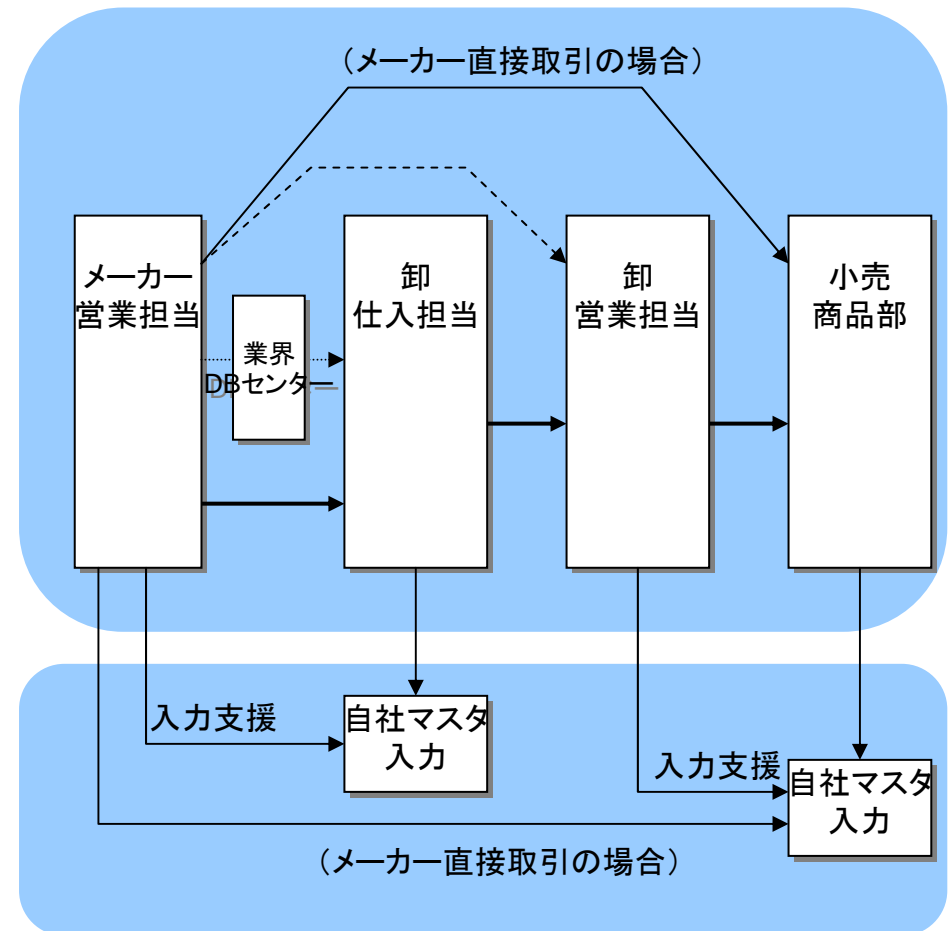 （メーカー直接取引の場合）
メーカー
営業担当
卸
仕入担当
卸
営業担当
小売
商品部
業界
DBセンター
入力支援
自社マスタ
入力
入力支援
自社マスタ
入力
（メーカー直接取引の場合）